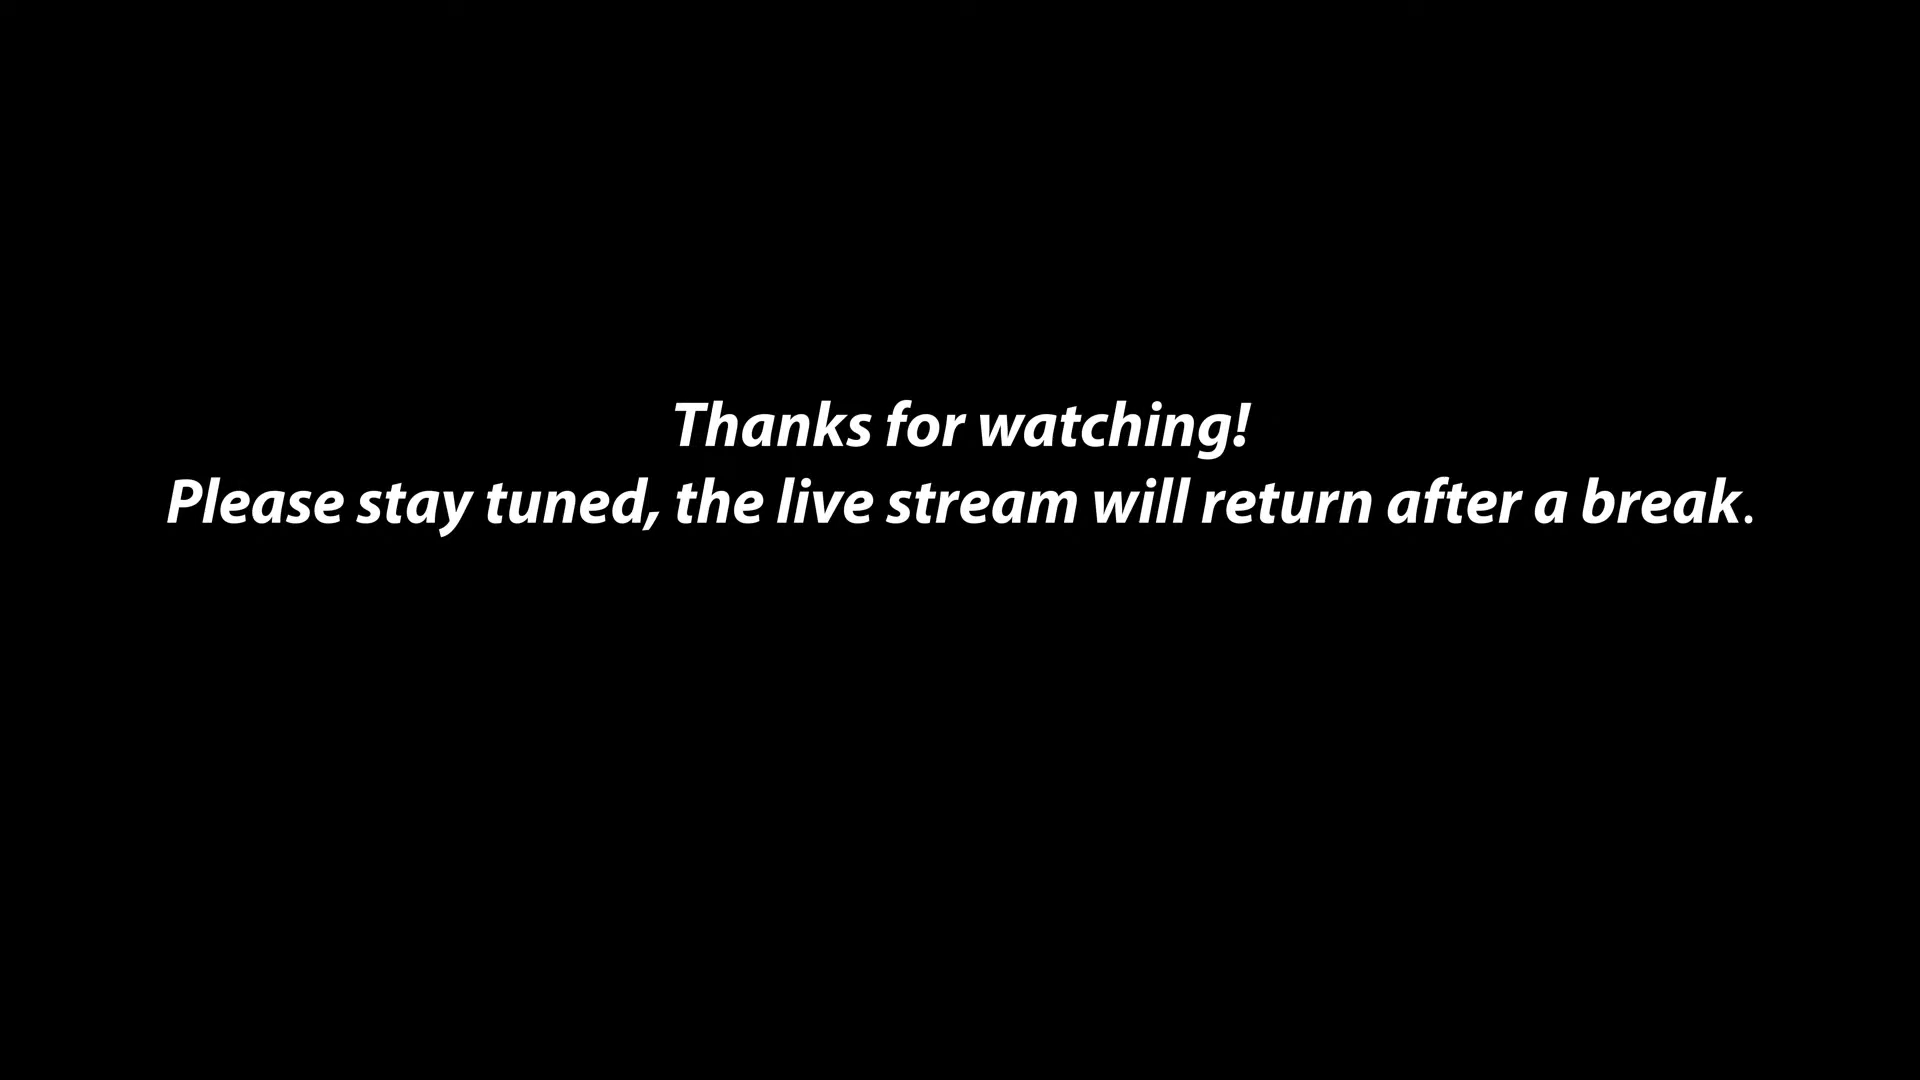 Thanks for watching!
Please stay tuned, the live stream will return after a break.